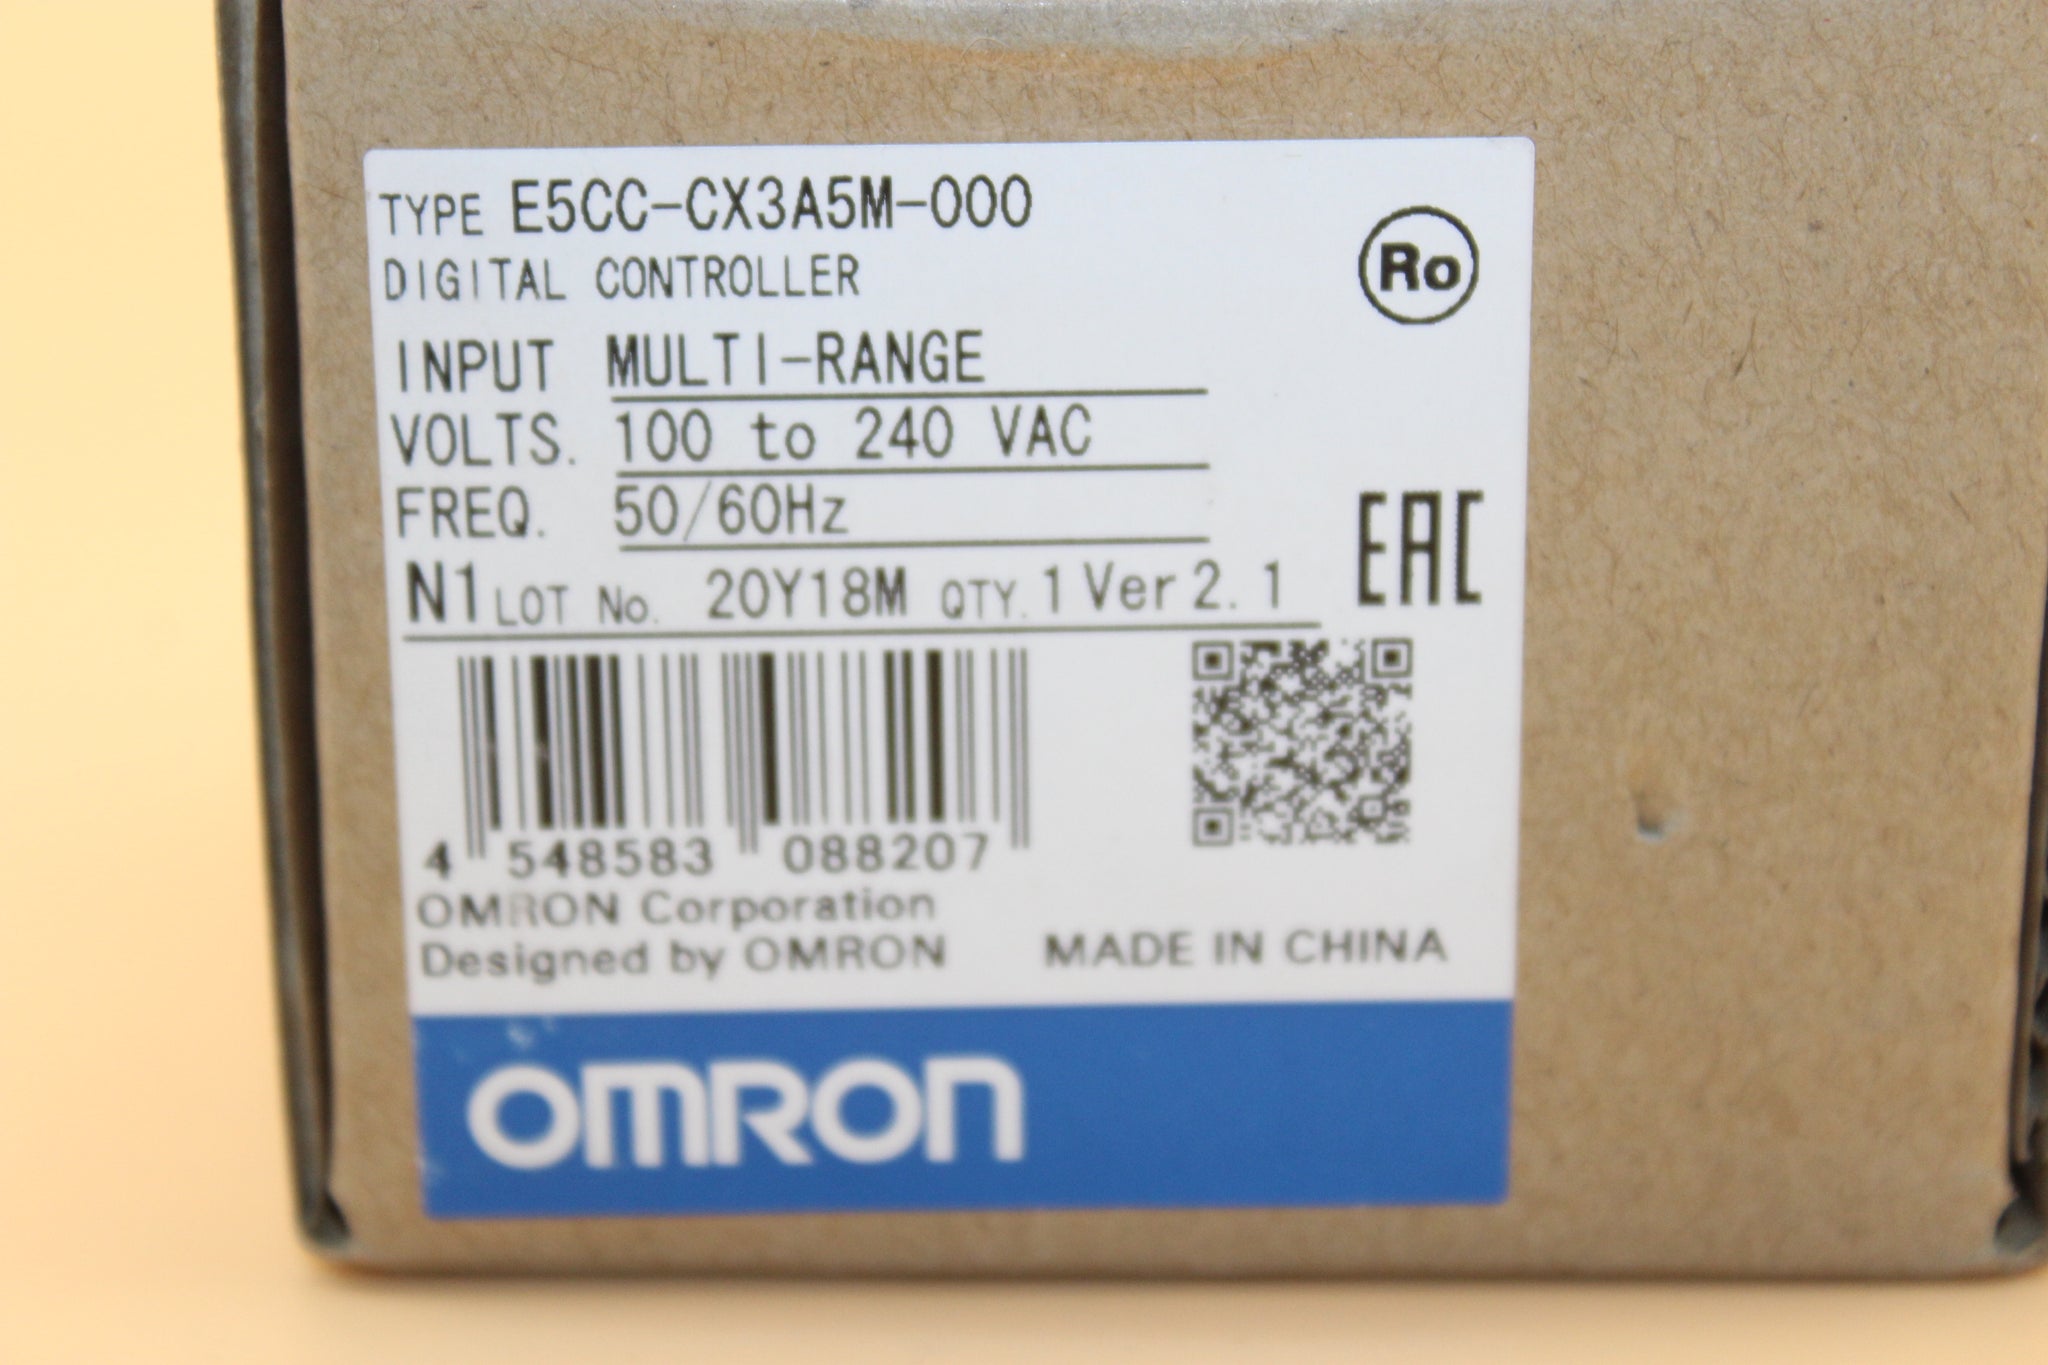 TYPE E5CC-CX3A5M-000
DIGITAL CONTROLLER
Ro
INPUT MULTI-RANGE
VOLTS. 100 to 240 VAC
FREQ. 50/60Hz
EAC
N1 LOT No. 20Y18M QTY. 1 Ver 2.1
4 548583 088207
OMRON Corporation
Designed by OMRON
MADE IN CHINA
OMRON